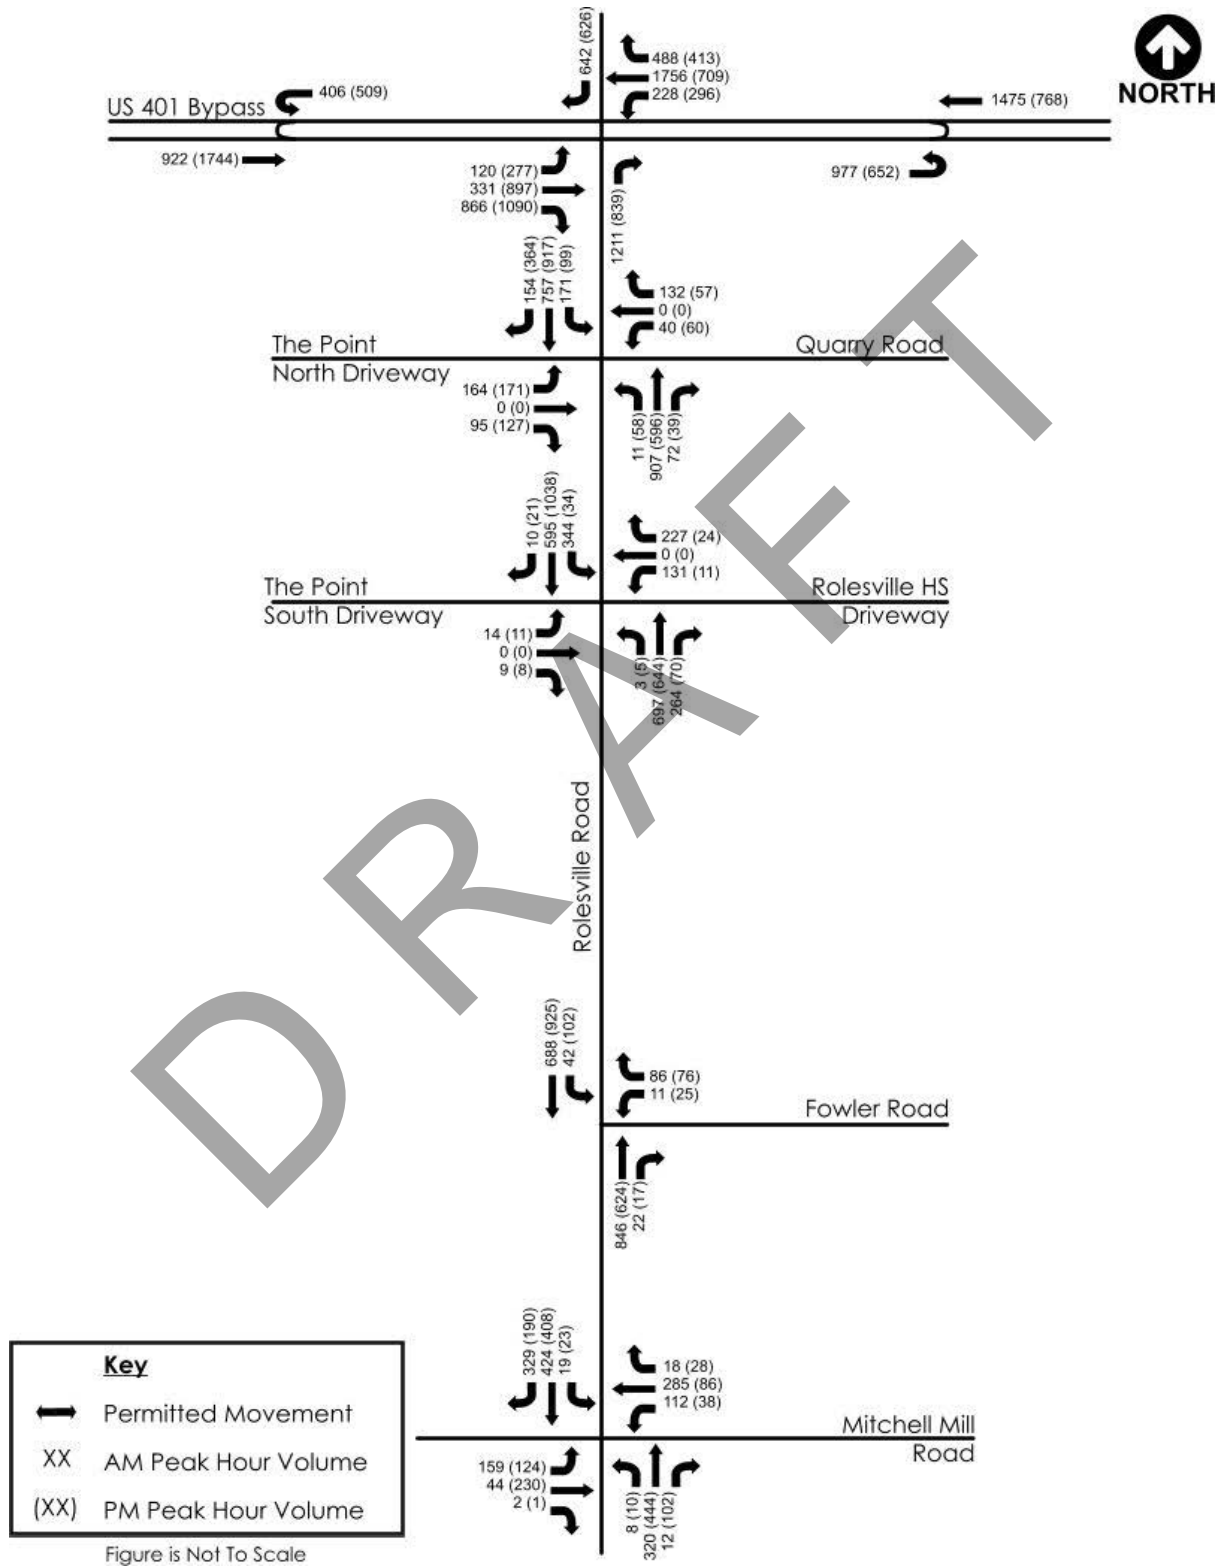 642 (626)
488 (413)
1756 (709)
228 (296)
NORTH
406 (509)
US 401 Bypass
1475 (768)
922 (1744)
977 (652)
120 (277)
331 (897)
866 (1090)
1211 (839)
154 (364)
757 (917)
171 (99)
132 (57)
0 (0)
40 (60)
The Point
North Driveway
Quarry Road
164 (171)
0 (0)
95 (127)
11 (58)
907 (596)
72 (39)
10 (21)
595 (1038)
344 (34)
227 (24)
0 (0)
131 (11)
The Point
South Driveway
Rolesville HS
Driveway
14 (11)
0 (0)
9 (8)
3 (5)
697 (644)
264 (70)
Rolesville Road
DRAFT
688 (925)
42 (102)
86 (76)
11 (25)
Fowler Road
846 (624)
22 (17)
329 (190)
424 (408)
19 (23)
18 (28)
285 (86)
112 (38)
Mitchell Mill
Road
159 (124)
44 (230)
2 (1)
8 (10)
320 (444)
12 (102)
Key
Permitted Movement
XX AM Peak Hour Volume
(XX) PM Peak Hour Volume
Figure is Not To Scale